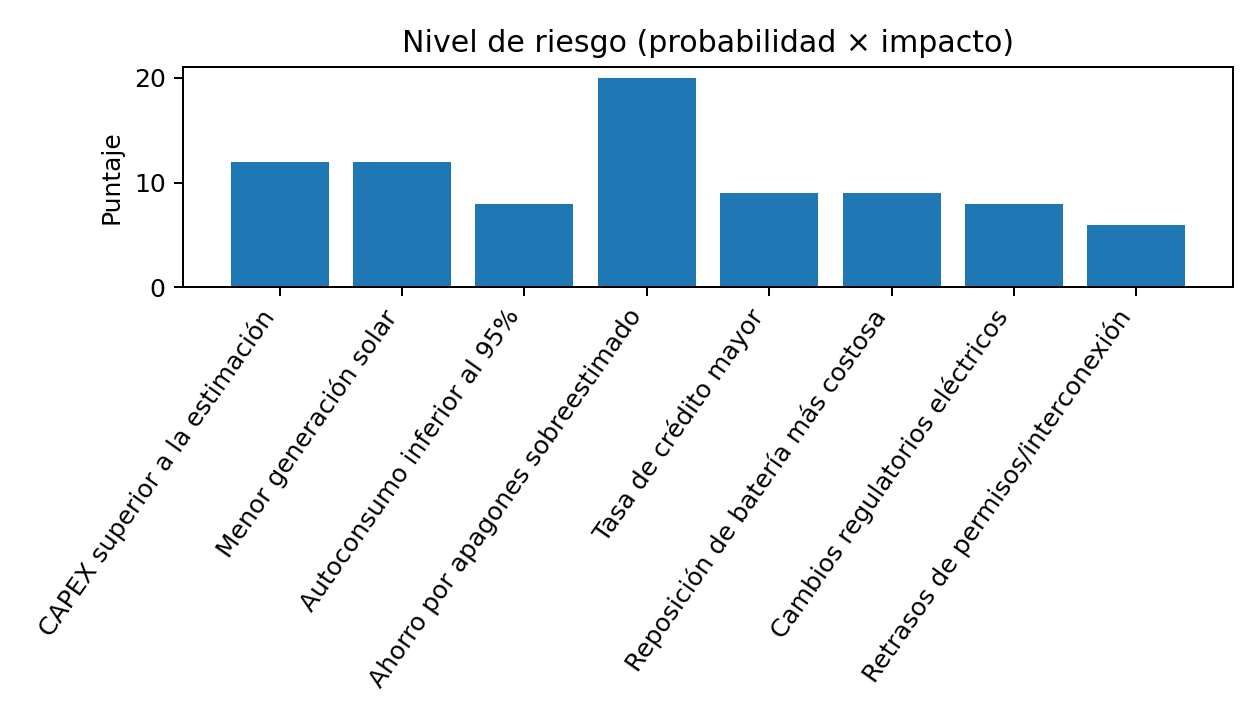 Nivel de riesgo (probabilidad × impacto)
Puntaje
20
10
0
CAPEX superior a la estimación
Menor generación solar
Autoconsumo inferior al 95%
Ahorro por apagones sobreestimado
Tasa de crédito mayor
Reposición de batería más costosa
Cambios regulatorios eléctricos
Retrasos de permisos/interconexión